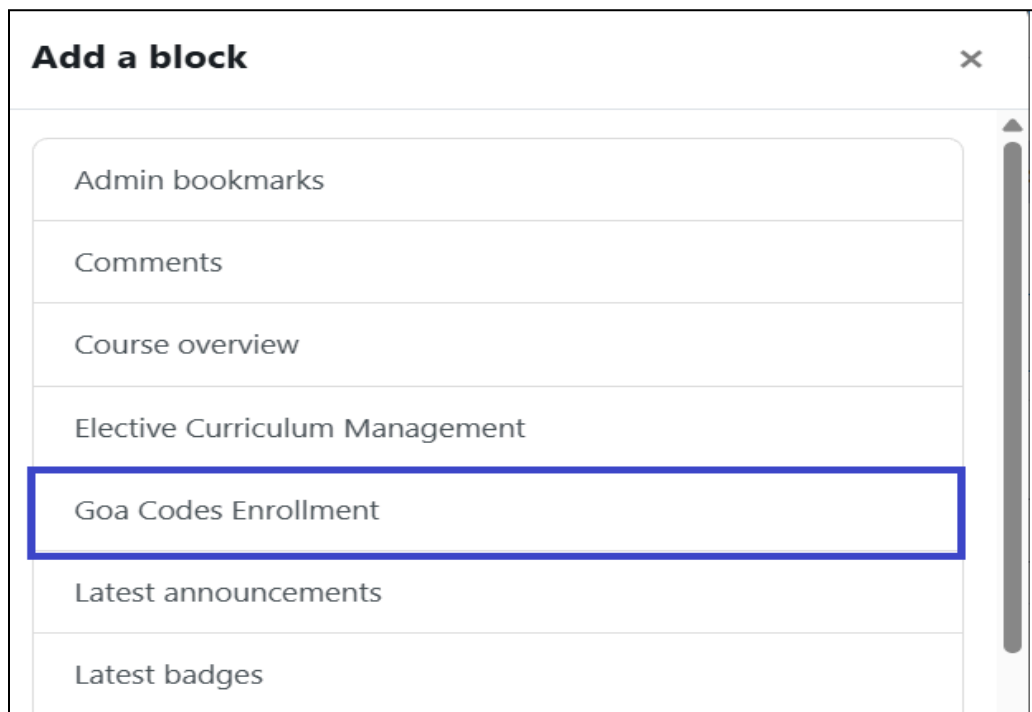 Add a block
×
Admin bookmarks
Comments
Course overview
Elective Curriculum Management
Goa Codes Enrollment
Latest announcements
Latest badges